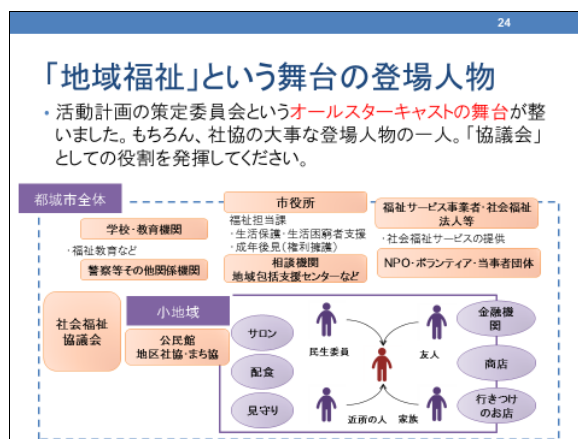 24
「地域福祉」という舞台の登場人物
・活動計画の策定委員会というオールスターキャストの舞台が整
いました。もちろん、社協の大事な登場人物の一人。「協議会」
としての役割を発揮してください。
都城市全体
学校・教育機関
・福祉教育など
警察等その他関係機関
市役所
福祉担当課
・生活保護・生活困窮者支援
・成年後見(権利擁護)
相談機関
地域包括支援センターなど
福祉サービス事業者・社会福祉
法人等
・社会福祉サービスの提供
NPO・ボランティア・当事者団体
社会福祉
協議会
小地域
公民館
地区社協・まち協
サロン
配食
見守り
民生委員
友人
近所の人
家族
金融機
関
商店
行きつけ
のお店